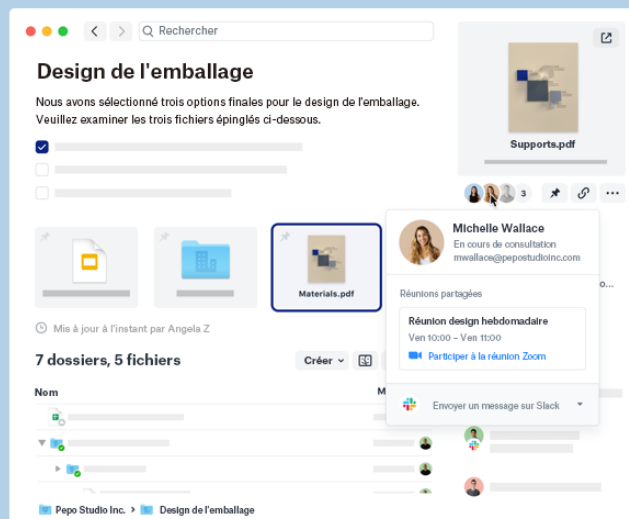 Rechercher
Design de l'emballage
Nous avons sélectionné trois options finales pour le design de l'emballage.
Veuillez examiner les trois fichiers épinglés ci-dessous.
Supports.pdf
3
Materials.pdf
Michelle Wallace
En cours de consultation
mwallace@pepostudioinc.com
Réunions partagées
Réunion design hebdomadaire
Ven 10:00 – Ven 11:00
Participer à la réunion Zoom
Envoyer un message sur Slack
Mis à jour à l'instant par Angela Z
7 dossiers, 5 fichiers
Créer
Nom
Pepo Studio Inc. > Design de l'emballage